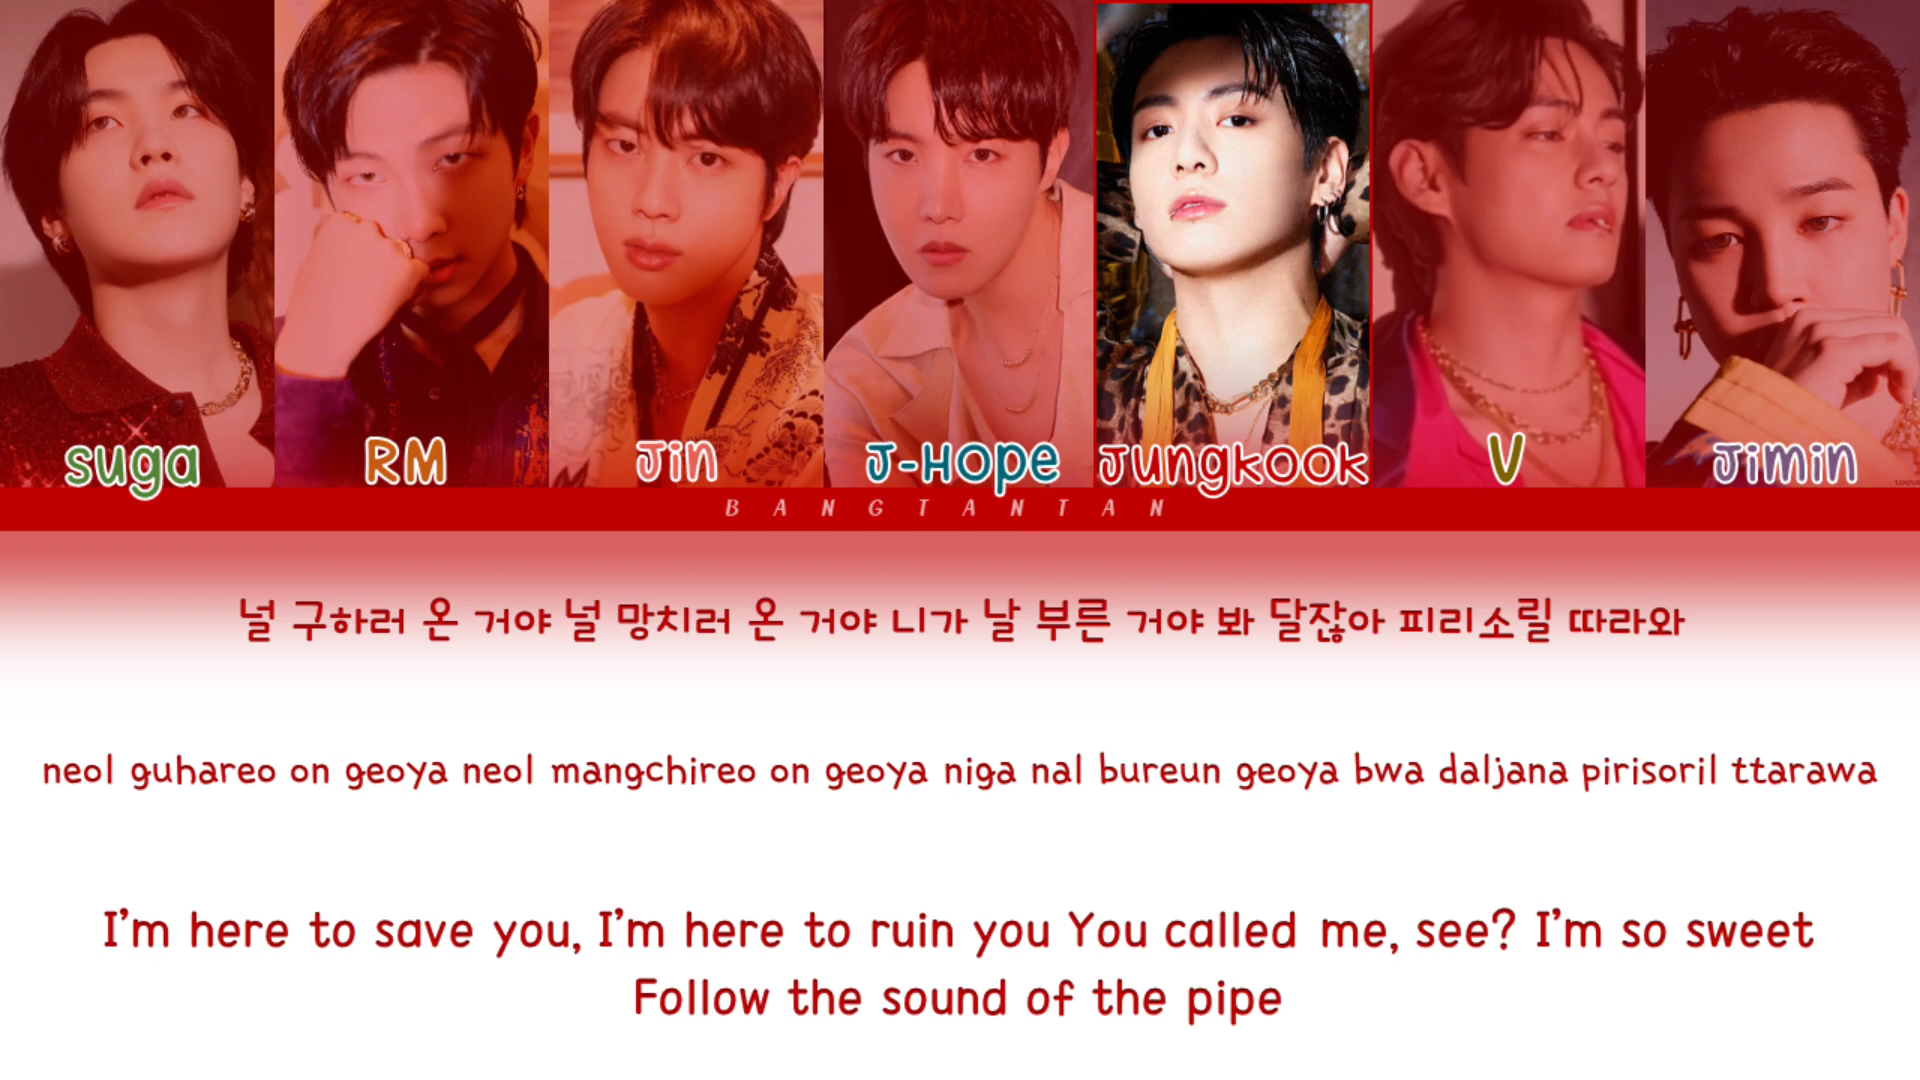 suga
RM
Jin
J-Hope
Jungkook
V
Jimin
BANGTANTAN
널 구하러 온 거야 널 망치러 온 거야 니가 날 부른 거야 봐 달잖아 피리소릴 따라와
neol guhareo on geoya neol mangchireo on geoya niga nal bureun geoya bwa daljana pirisoril ttarawa
I'm here to save you, I'm here to ruin you You called me, see? I'm so sweet
Follow the sound of the pipe